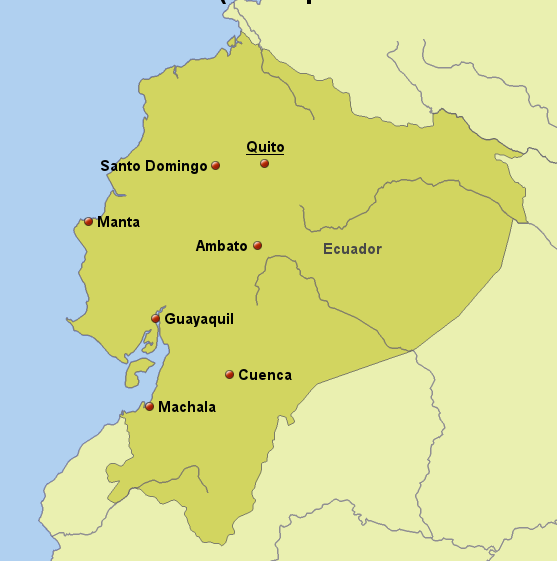 Quito
Santo Domingo
Manta
Ambato
Ecuador
Guayaquil
Cuenca
Machala